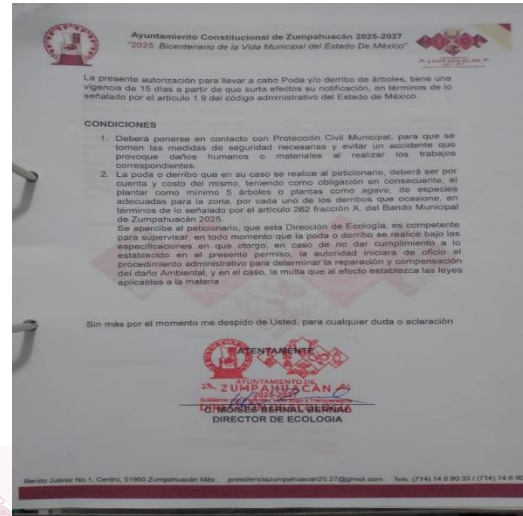 Ayuntamiento Constitucional de Zumpahuacán 2025-2027
"2025. Bicentenario de la Vida Municipal del Estado De México"
La presente autorización para llevar a cabo Poda y/o derribo de árboles, tiene una
vigencia de 15 días a partir de que surta efectos su notificación, en términos de lo
señalado por el artículo 1.9 del código administrativo del Estado de México.
CONDICIONES
1. Deberá ponerse en contacto con Protección Civil Municipal, para que se
tomen las medidas de seguridad necesarias y evitar un accidente que
provoque daños humanos o materiales al realizar los trabajos
correspondientes.
2. La poda o derribo que en su caso se realice al peticionario, deberá ser por
cuenta y costo del mismo, teniendo como obligación en consecuente, el
plantar como mínimo 5 árboles o plantas como agave, de especies
adecuadas para la zona, por cada uno de los derribos que ocasione, en
términos de lo señalado por el artículo 262 fracción X, del Bando Municipal
de Zumpahuacán 2025.
Se apercibe al peticionario, que esta Dirección de Ecología, es competente
para supervisar, en todo momento que la poda o derribo se realice bajo las
especificaciones en que otorgo, en caso de no dar cumplimiento a lo
establecido en el presente permiso, la autoridad iniciara de oficio el
procedimiento administrativo para determinar la reparación y compensación
del daño Ambiental, y en el caso, la multa que al efecto establezca las leyes
aplicables a la materia
Sin más por el momento me despido de Usted, para cualquier duda o aclaración
ATENTAMENTE
AYUNTAMIENTO DE
ZUMPAHUACÁN
2025-2027
C. MOISES BERNAL BERNAL
DIRECTOR DE ECOLOGIA
Benito Juárez No.1, Centro, 51980 Zumpahuacán Méx. presidenciazumpahuacan25.27@gmail.com Tels. (714) 14 6 90 33 / (714) 14 6 90